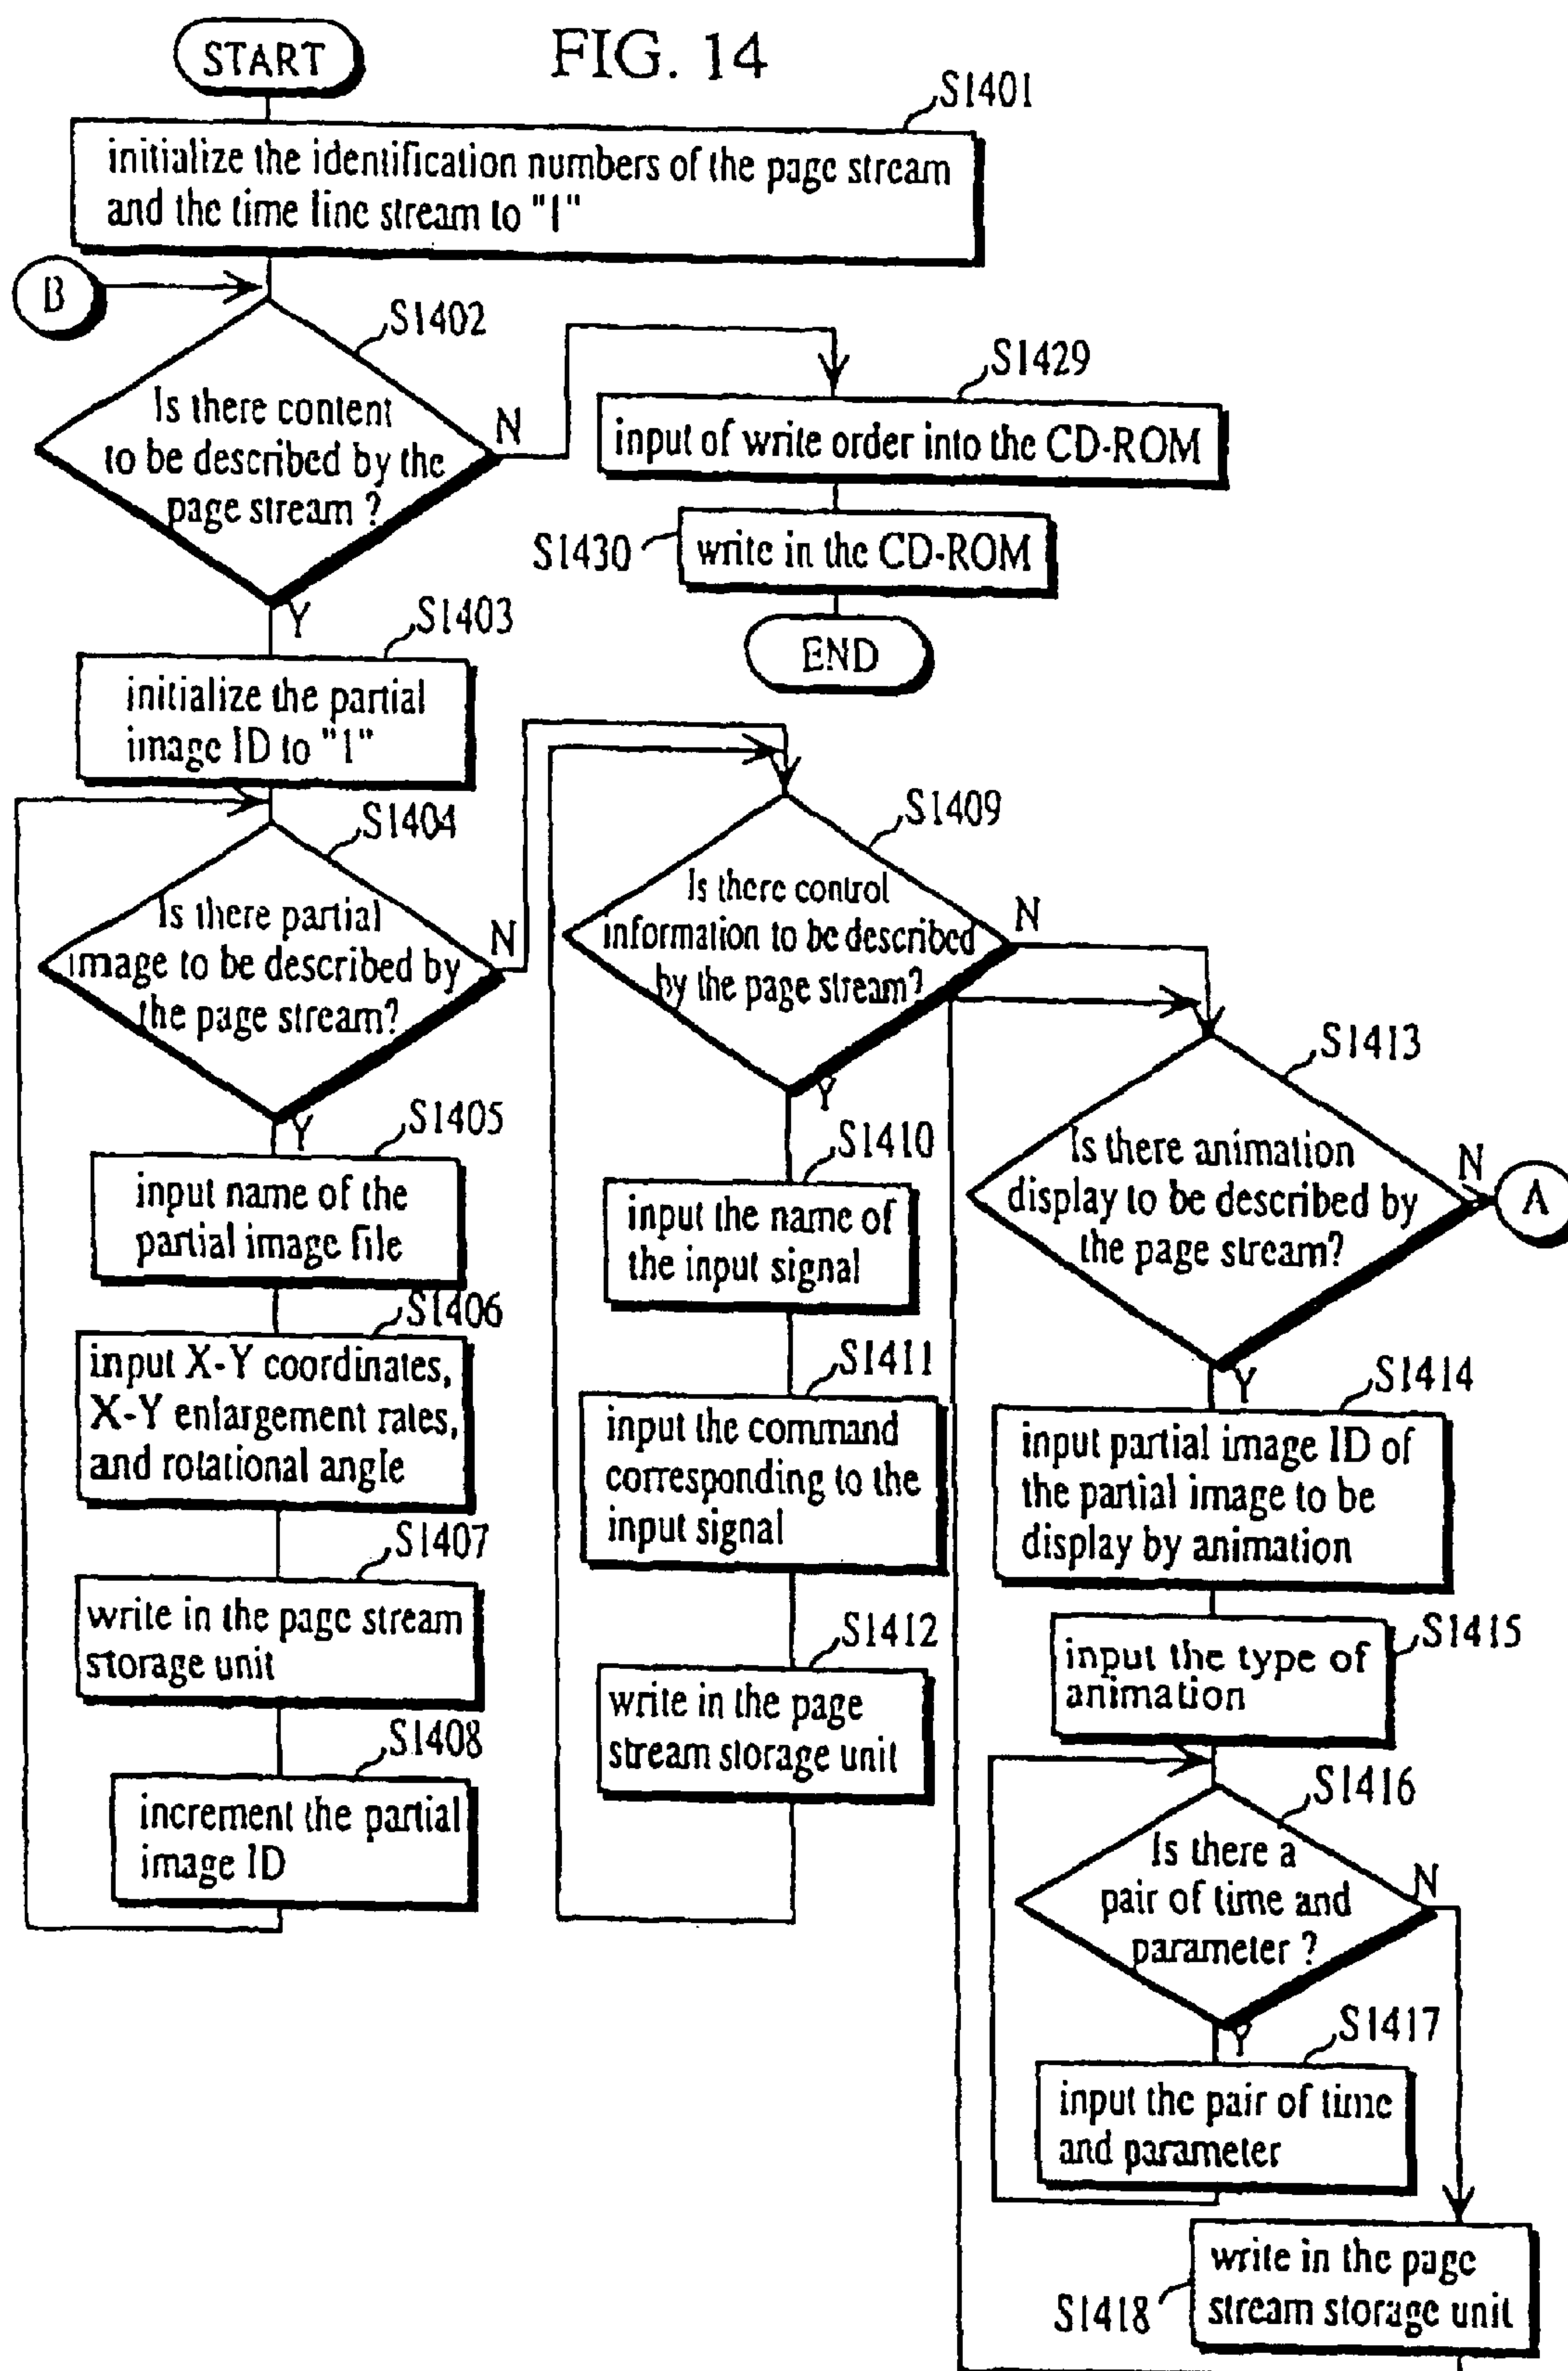 START
FIG. 14
S1401
initialize the identification numbers of the page stream
and the time line stream to "1"
B
S1402
Is there content
to be described by the
page stream ?
N
Y
S1429
input of write order into the CD-ROM
S1430
write in the CD-ROM
END
S1403
initialize the partial
image ID to "1"
S1404
Is there partial
image to be described by
the page stream?
N
Y
S1405
input name of the
partial image file
S1406
input X-Y coordinates,
X-Y enlargement rates,
and rotational angle
S1407
write in the page stream
storage unit
S1408
increment the partial
image ID
S1409
Is there control
information to be described
by the page stream?
N
Y
S1410
input the name of
the input signal
S1411
input the command
corresponding to the
input signal
S1412
write in the page
stream storage unit
S1413
Is there animation
display to be described by
the page stream?
N
A
Y
S1414
input partial image ID of
the partial image to be
display by animation
S1415
input the type of
animation
S1416
Is there a
pair of time and
parameter ?
N
Y
S1417
input the pair of time
and parameter
S1418
write in the page
stream storage unit